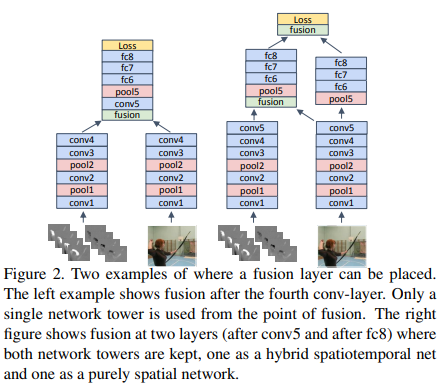 Loss
fc8
fc7
fc6
pool5
conv5
fusion
conv4
conv3
pool2
conv2
pool1
conv1
conv4
conv3
pool2
conv2
pool1
conv1
Loss
fusion
fc8
fc7
fc6
pool5
fusion
fc8
fc7
fc6
pool5
conv5
conv4
conv3
pool2
conv2
pool1
conv1
conv5
conv4
conv3
pool2
conv2
pool1
conv1
Figure 2. Two examples of where a fusion layer can be placed.
The left example shows fusion after the fourth conv-layer. Only a
single network tower is used from the point of fusion. The right
figure shows fusion at two layers (after conv5 and after fc8) where
both network towers are kept, one as a hybrid spatiotemporal net
and one as a purely spatial network.